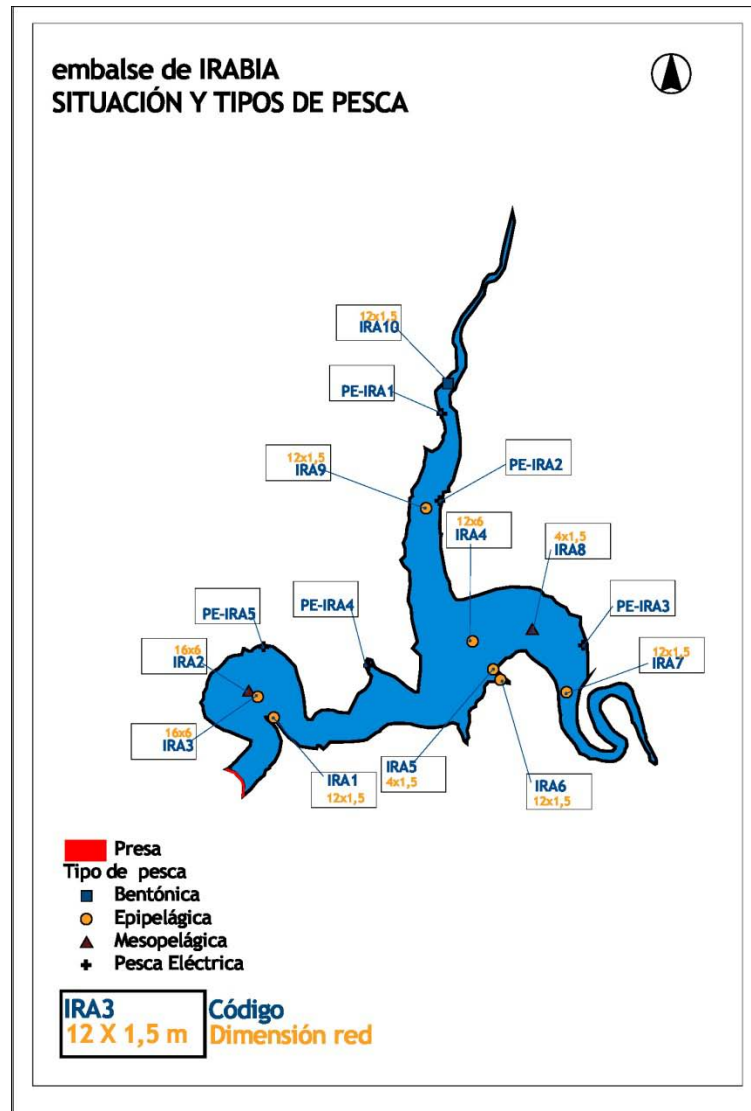 embalse de IRABIA
SITUACIÓN Y TIPOS DE PESCA
12x1,5
IRA10
PE-IRA1
12x1,5
IRA9
PE-IRA2
12x6
IRA4
4x1,5
IRA8
PE-IRA5
PE-IRA4
PE-IRA3
16x6
IRA2
12x1,5
IRA7
16x6
IRA3
IRA1
12x1,5
IRA5
4x1,5
IRA6
12x1,5
Presa
Tipo de pesca
Bentónica
Epipelágica
Mesopelágica
Pesca Eléctrica
IRA3 Código
12 X 1,5 m Dimensión red